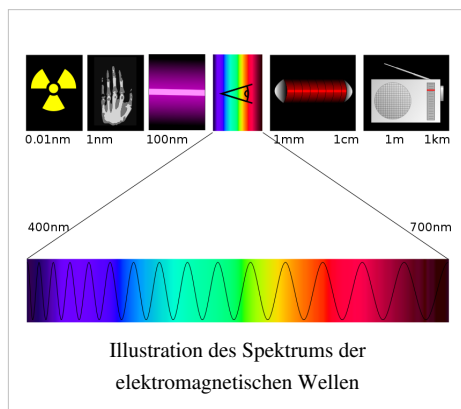 0.01nm 1nm 100nm 1mm 1cm 1m 1km
400nm 700nm
Illustration des Spektrums der
elektromagnetischen Wellen